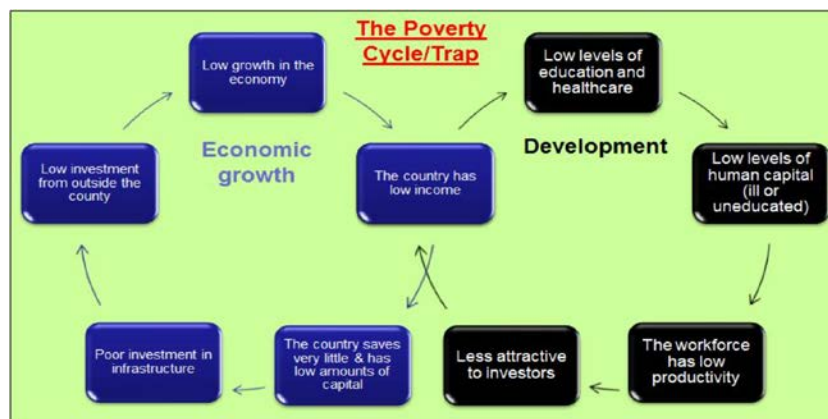 The Poverty
Cycle/Trap
Low growth in the
economy
Low levels of
education and
healthcare
Economic
growth
Development
Low investment
from outside the
county
The country has
low income
Low levels of
human capital
(ill or
uneducated)
Poor investment in
infrastructure
The country saves
very little & has
low amounts of
capital
Less attractive
to investors
The workforce
has low
productivity